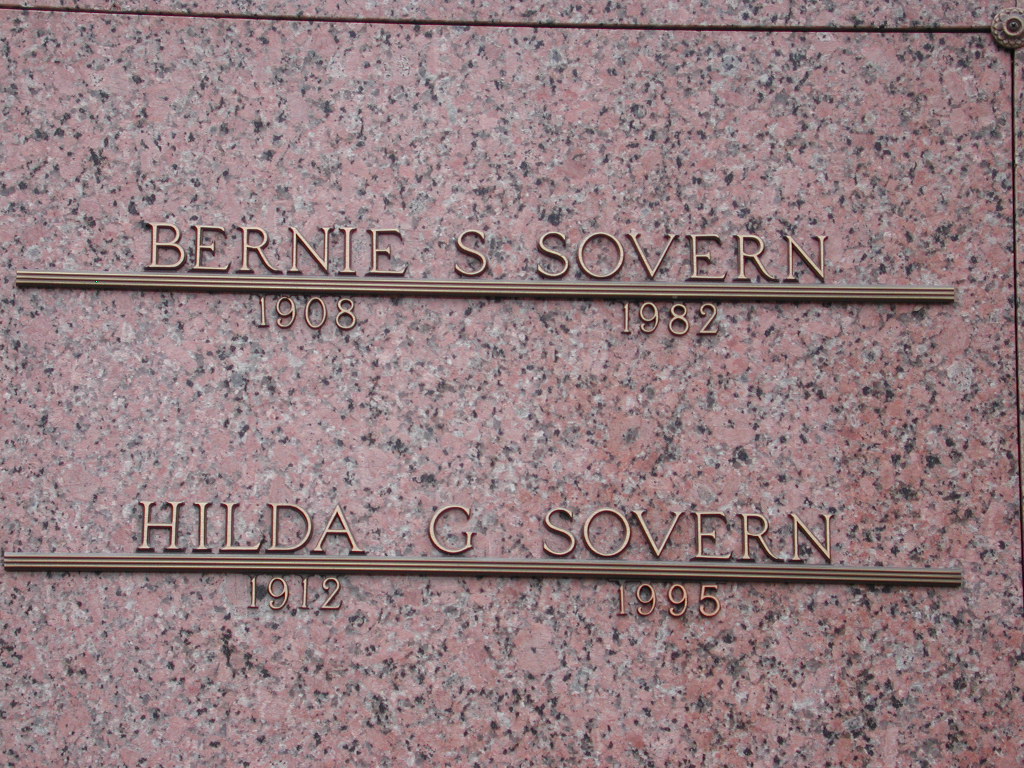 BERNIE S SOVERN
1908 1982
HILDA G SOVERN
1912 1995